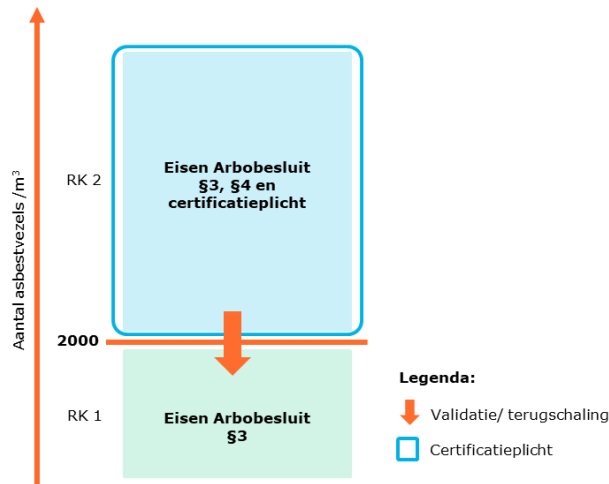 Aantal asbestvezels /m³
RK 2
Eisen Arbobesluit
§3, §4 en
certificatieplicht
2000
RK 1
Eisen Arbobesluit
§3
Legenda:
Validatie/ terugschaling
Certificatieplicht